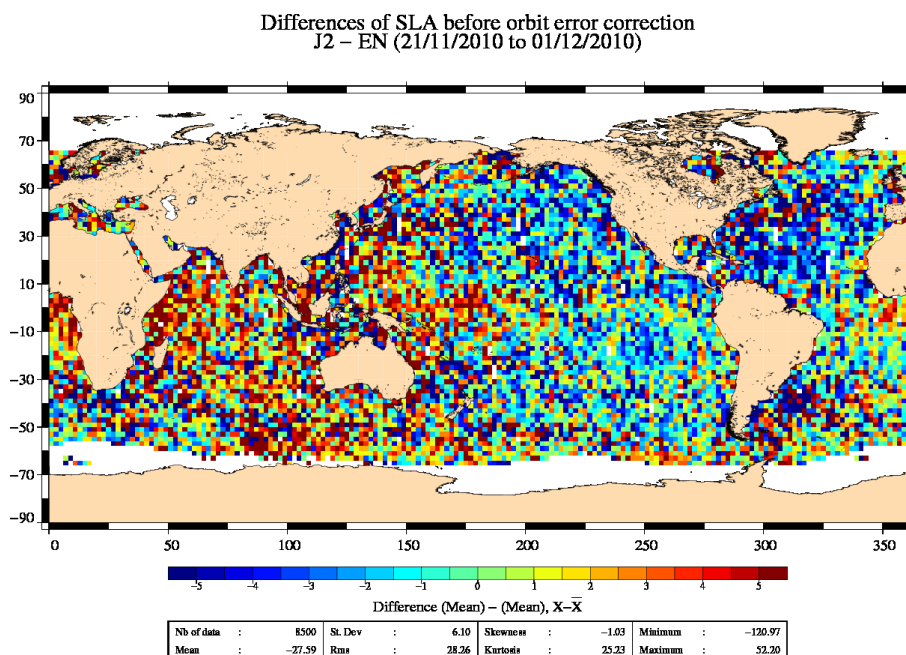 Differences of SLA before orbit error correction
J2 − EN (21/11/2010 to 01/12/2010)
90
70
50
30
10
−10
−30
−50
−70
−90
0 50 100 150 200 250 300 350
−5 −4 −3 −2 −1 0 1 2 3 4 5
Difference (Mean) − (Mean), X−X̅
Nb of data : 8500 St. Dev : 6.10 Skewness : −1.03 Minimum : −120.97
Mean : −27.59 Rms : 28.26 Kurtosis : 25.23 Maximum : 52.20